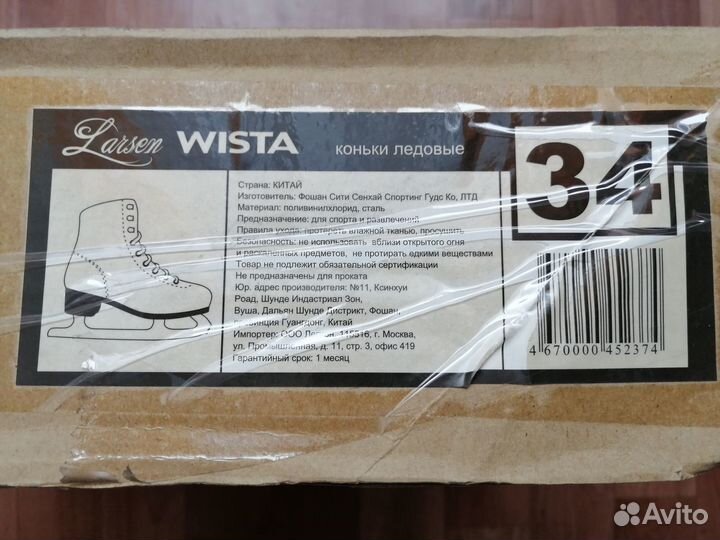 Larsen WISTA коньки ледовые
34
Страна: КИТАЙ
Изготовитель: Фошан Сити Сенхай Спортинг Гудс Ко, ЛТД
Материал: поливинилхлорид, сталь
Предназначение: для спорта и развлечений
Правила ухода: протереть влажной тканью, просушить
Безопасность: не использовать вблизи открытого огня
и раскаленных предметов, не протирать едкими веществами
Товар не подлежит обязательной сертификации
Не предназначены для проката
Юр. адрес производителя: №11, Ксинхуи
Роад, Шунде Индастриал Зон,
Вуша, Дальян Шунде Дистрикт, Фошан,
Провинция Гуангдонг, Китай
Импортер: ООО г. Москва,
ул. Промышленная, д. 11, стр. 3, офис 419
Гарантийный срок: 1 месяц
4 670000 452374
Avito